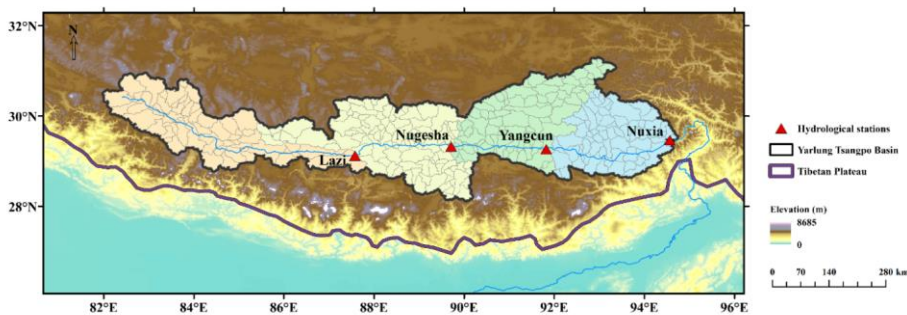 32°N
30°N
28°N
N
Lazi
Nugesha
Yangcun
Nuxia
82°E
84°E
86°E
88°E
90°E
92°E
94°E
96°E
Hydrological stations
Yarlung Tsangpo Basin
Tibetan Plateau
Elevation (m)
8685
0
0 70 140 280 km